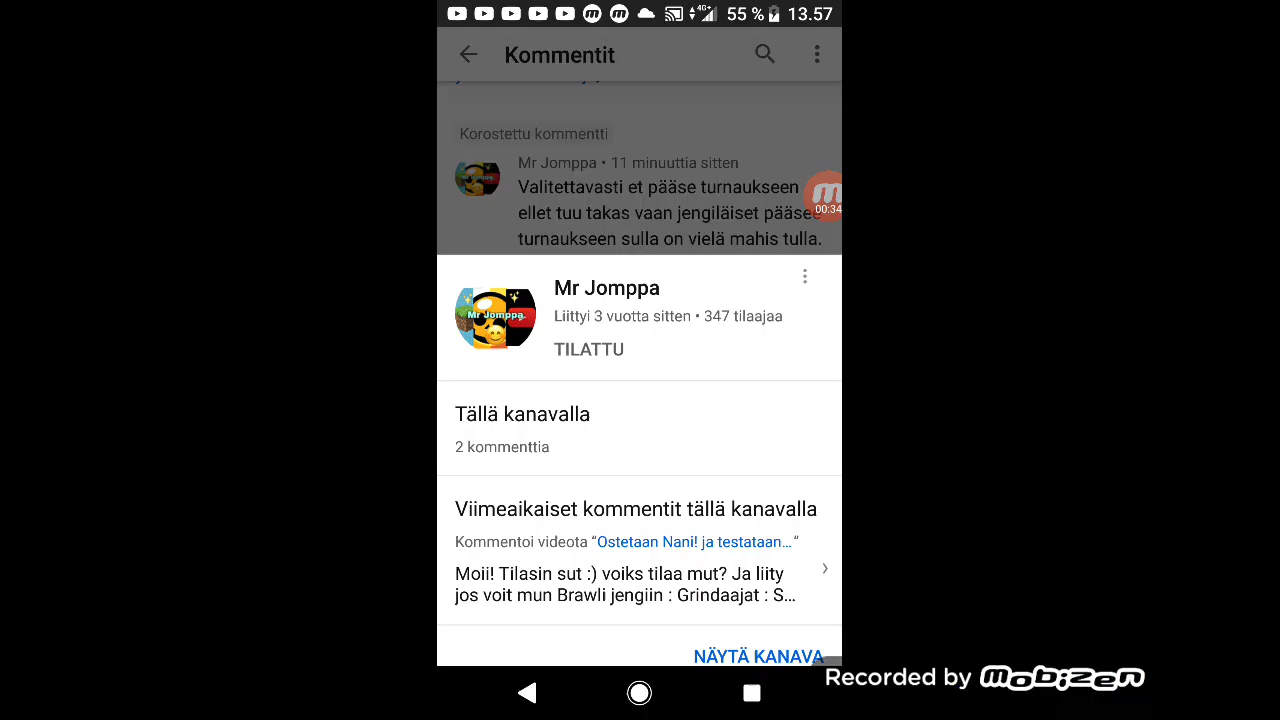 55 % 13.57
4G+
Kommentit
Korostettu kommentti
Mr Jomppa • 11 minuuttia sitten
Valitettavasti et pääse turnaukseen
ellet tuu takas vaan jengiläiset pääsee
turnaukseen sulla on vielä mahis tulla.
00:34
Mr Jomppa
Mr Jomppa.
Liittyi 3 vuotta sitten • 347 tilaajaa
TILATTU
Tällä kanavalla
2 kommenttia
Viimeaikaiset kommentit tällä kanavalla
Kommentoi videota “Ostetaan Nani! ja testataan…”
Moii! Tilasin sut :) voiks tilaa mut? Ja liity
jos voit mun Brawli jengiin : Grindaajat : S…
NÄYTÄ KANAVA
Recorded by mobizen